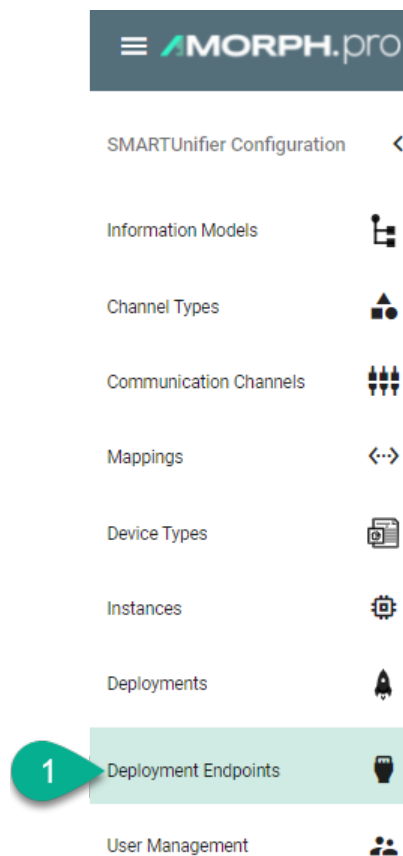 AMORPH.pro
SMARTUnifier Configuration
Information Models
Channel Types
Communication Channels
Mappings
Device Types
Instances
Deployments
1 Deployment Endpoints
User Management